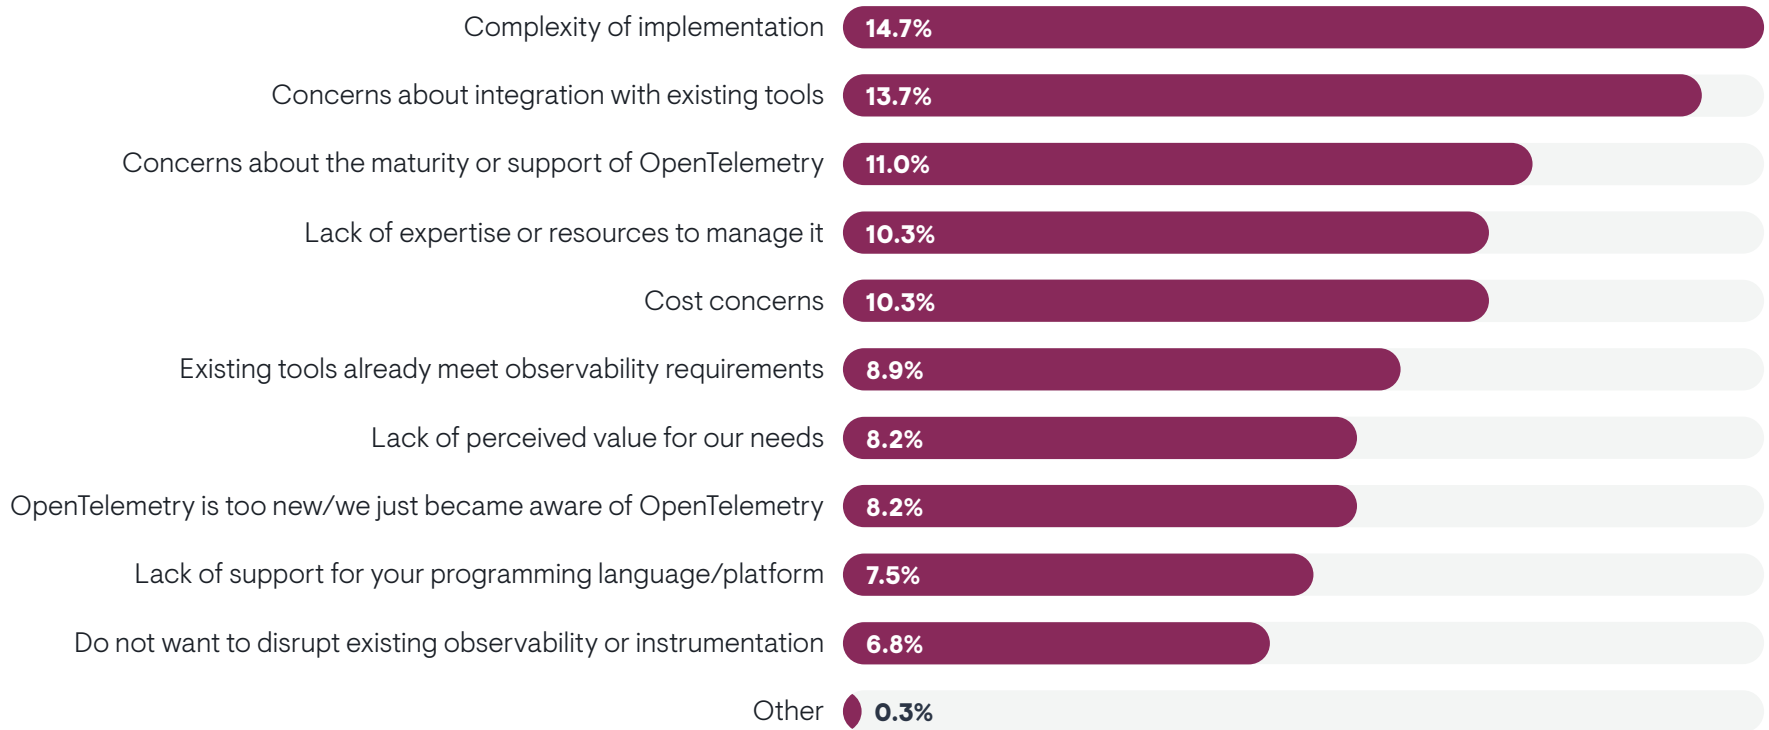 Complexity of implementation 14.7%
Concerns about integration with existing tools 13.7%
Concerns about the maturity or support of OpenTelemetry 11.0%
Lack of expertise or resources to manage it 10.3%
Cost concerns 10.3%
Existing tools already meet observability requirements 8.9%
Lack of perceived value for our needs 8.2%
OpenTelemetry is too new/we just became aware of OpenTelemetry 8.2%
Lack of support for your programming language/platform 7.5%
Do not want to disrupt existing observability or instrumentation 6.8%
Other 0.3%